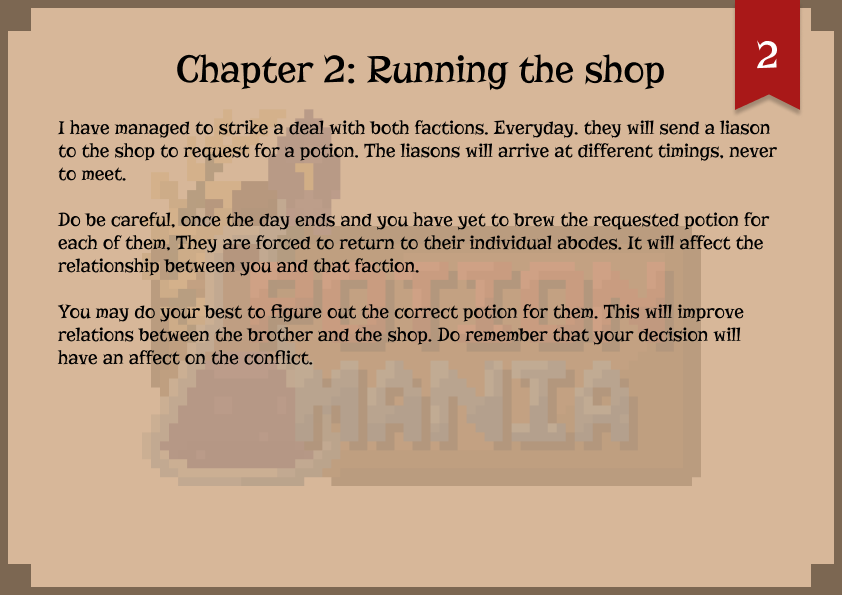 2
Chapter 2: Running the shop
I have managed to strike a deal with both factions. Everyday, they will send a liason
to the shop to request for a potion. The liasons will arrive at different timings, never
to meet.
Do be careful, once the day ends and you have yet to brew the requested potion for
each of them. They are forced to return to their individual abodes. It will affect the
relationship between you and that faction.
You may do your best to figure out the correct potion for them. This will improve
relations between the brother and the shop. Do remember that your decision will
have an affect on the conflict.
POTION
MANIA